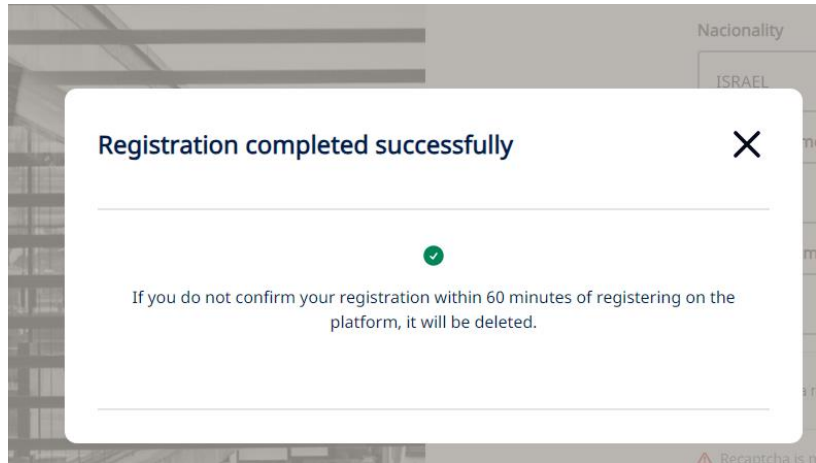 Nacionality
ISRAEL
Registration completed successfully
If you do not confirm your registration within 60 minutes of registering on the
platform, it will be deleted.
Recaptcha is